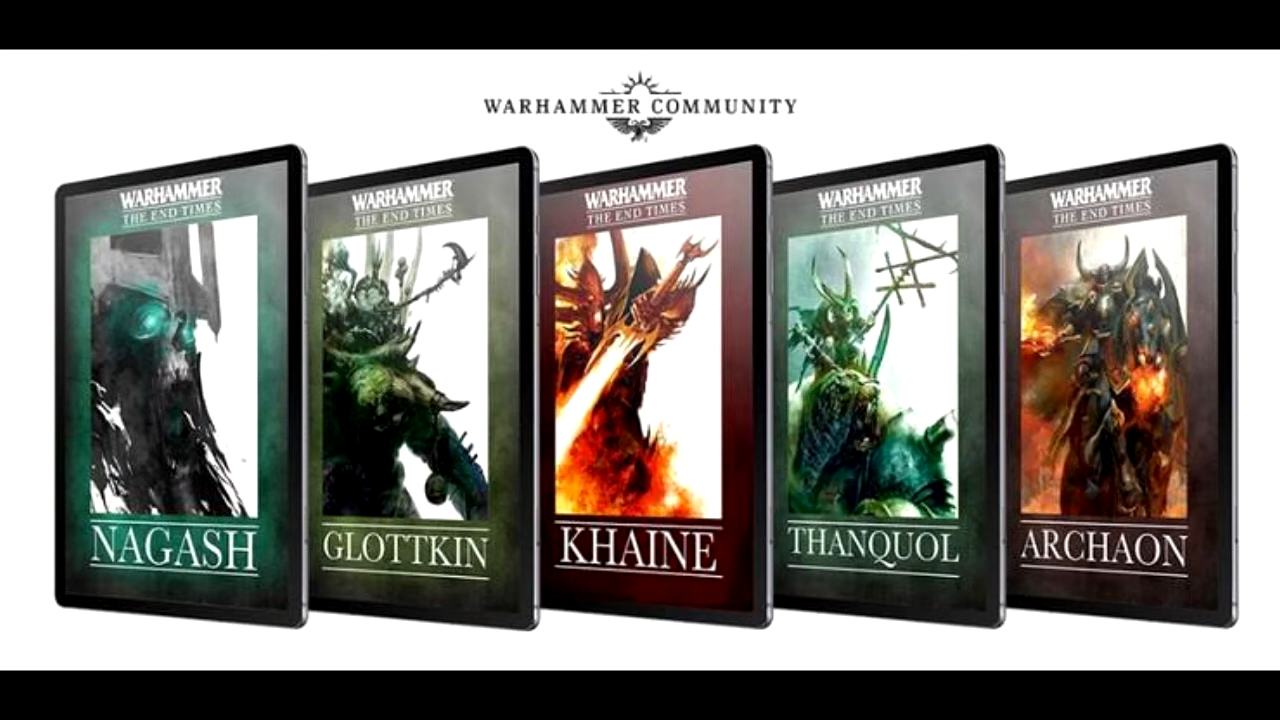 WARHAMMER COMMUNITY
WARHAMMER
THE END TIMES
NAGASH
WARHAMMER
THE END TIMES
GLOTTKIN
WARHAMMER
THE END TIMES
KHAINE
WARHAMMER
THE END TIMES
THANQUOL
WARHAMMER
THE END TIMES
ARCHAON